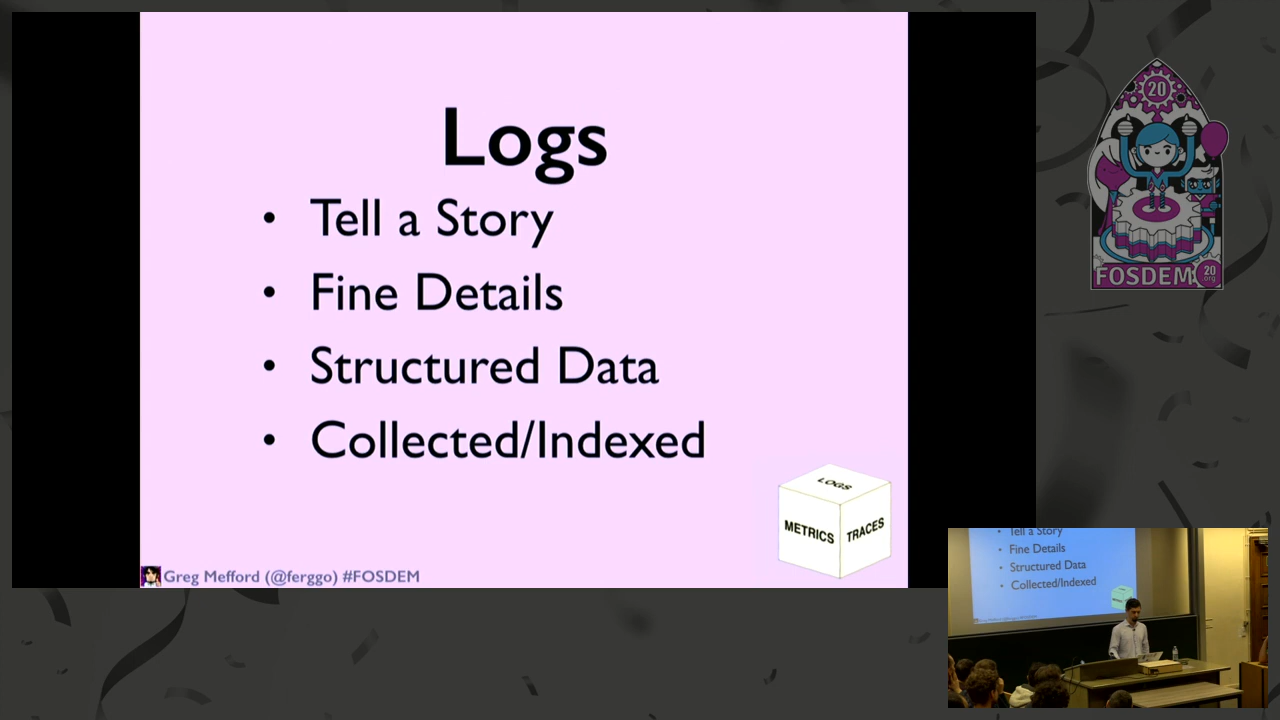 Logs
• Tell a Story
• Fine Details
• Structured Data
• Collected/Indexed
LOGS
METRICS
TRACES
Greg Mefford (@ferggo) #FOSDEM
20
FOSDEM
20
.org
Tell a Story
• Fine Details
• Structured Data
• Collected/Indexed